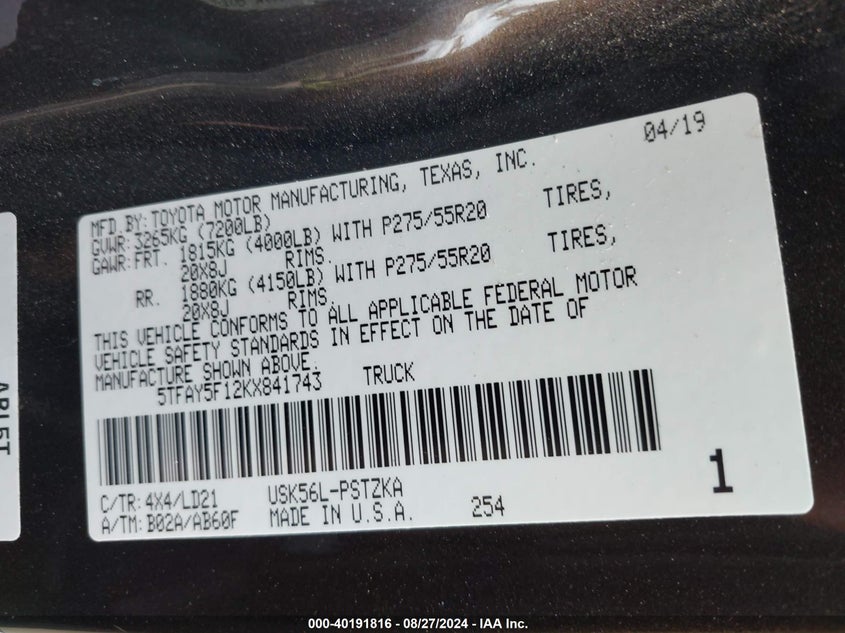 04/19
MFD.BY: TOYOTA MOTOR MANUFACTURING, TEXAS, INC.
GVWR: 3265KG (7200LB)
GAWR: FRT. 1815KG (4000LB) WITH P275/55R20 TIRES,
20X8J RIMS.
RR. 1880KG (4150LB) WITH P275/55R20 TIRES,
20X8J RIMS.
THIS VEHICLE CONFORMS TO ALL APPLICABLE FEDERAL MOTOR
VEHICLE SAFETY STANDARDS IN EFFECT ON THE DATE OF
MANUFACTURE SHOWN ABOVE.
5TFAY5F12KX841743 TRUCK
C/TR: 4X4/LD21 USK56L-PSTZKA
A/TM: B02A/AB60F MADE IN U.S.A. 254
1
000-40191816 - 08/27/2024 - IAA Inc.